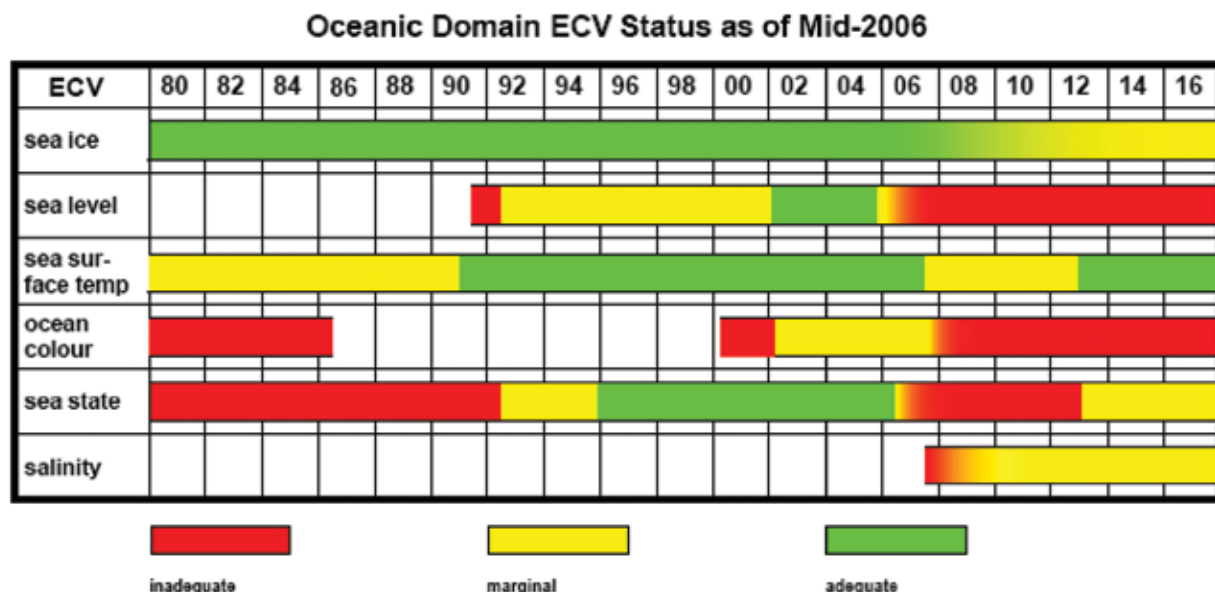 Oceanic Domain ECV Status as of Mid-2006
ECV 80 82 84 86 88 90 92 94 96 98 00 02 04 06 08 10 12 14 16
sea ice
sea level
sea sur-
face temp
ocean
colour
sea state
salinity
inadequate marginal adequate